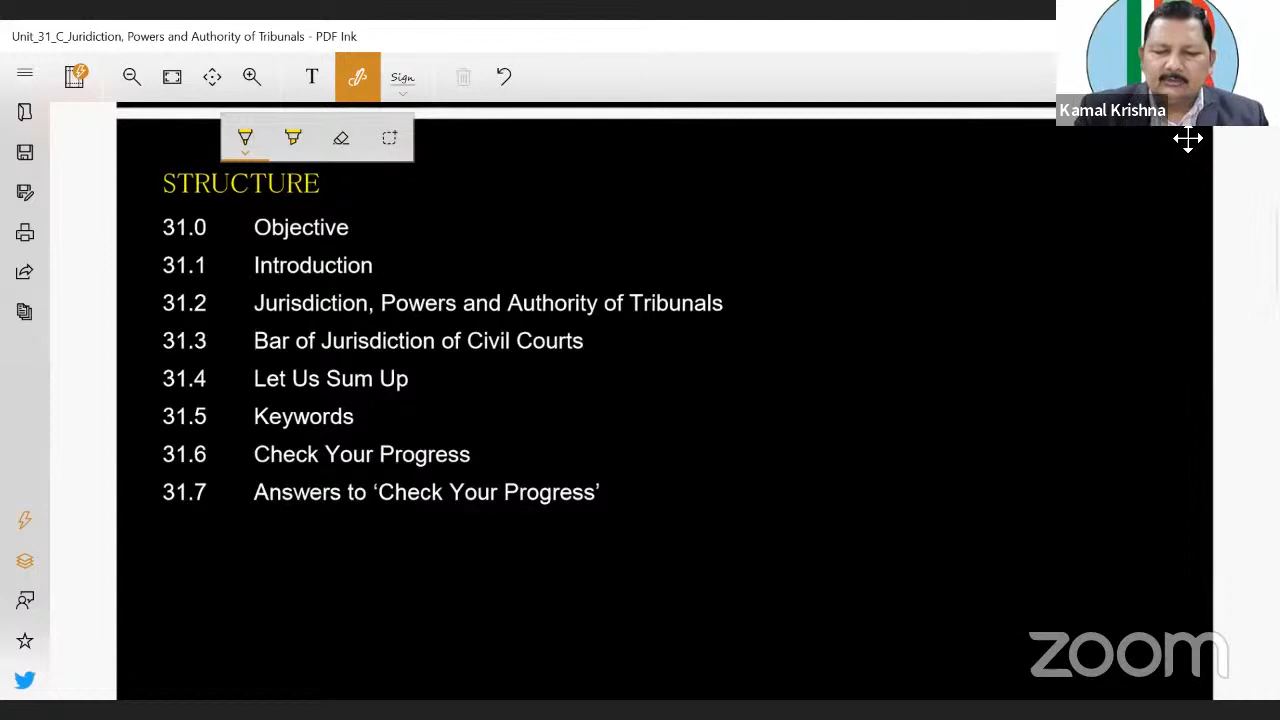 Unit_31_C_Juridiction, Powers and Authority of Tribunals - PDF Ink
T
Sign
Kamal Krishna
STRUCTURE
31.0 Objective
31.1 Introduction
31.2 Jurisdiction, Powers and Authority of Tribunals
31.3 Bar of Jurisdiction of Civil Courts
31.4 Let Us Sum Up
31.5 Keywords
31.6 Check Your Progress
31.7 Answers to ‘Check Your Progress’
zoom